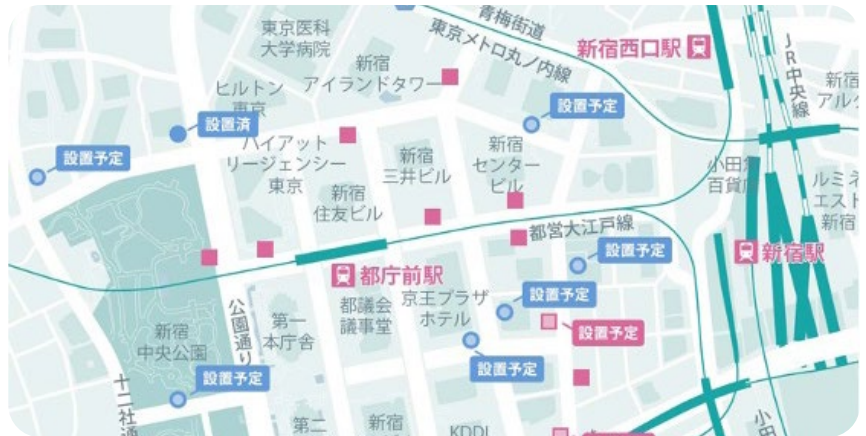 東京医科
大学病院
青梅街道
東京メトロ丸ノ内線
新宿西口駅
JR中央線
新宿
アイランドタワー
ヒルトン
東京
新宿
アル
設置予定
設置済
設置予定
ハイアット
リージェンシー
東京
新宿
三井ビル
新宿
センター
ビル
新宿
住友ビル
小田急
百貨店
ルミネ
エスト
新宿
都営大江戸線
設置予定
新宿駅
都庁前駅
設置予定
公園通り
第一
本庁舎
都議会
議事堂
京王プラザ
ホテル
設置予定
新宿
中央公園
設置予定
設置予定
十二社通
第二
新宿
KDDI
小田